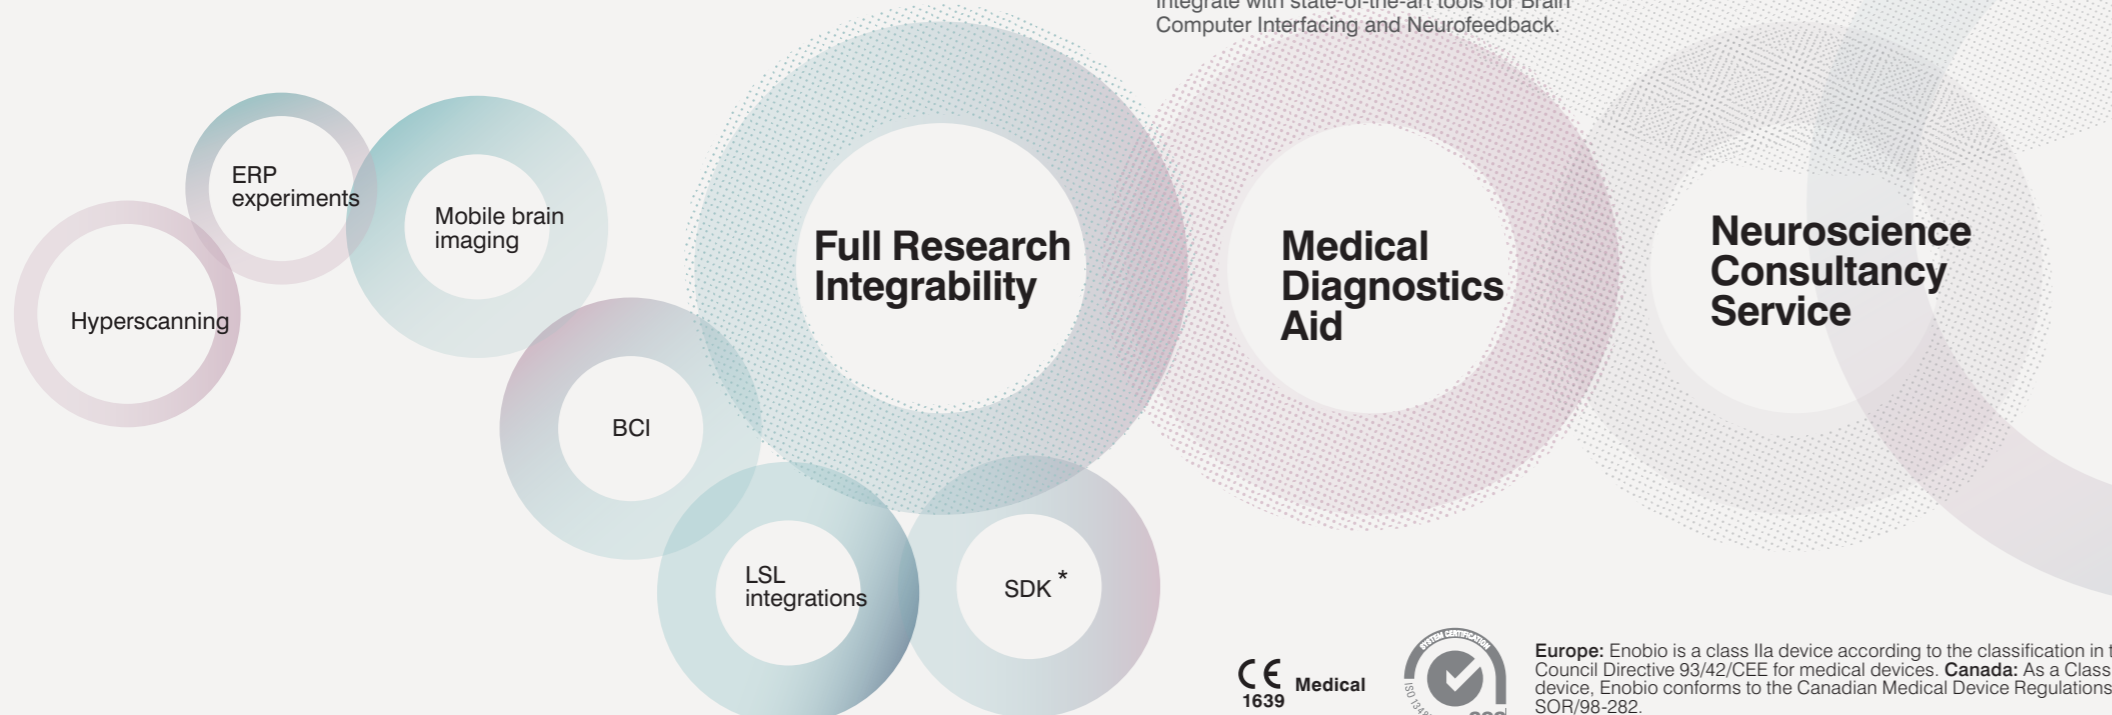 Integrate with state-of-the-art tools for Brain
Computer Interfacing and Neurofeedback.
ERP
experiments
Mobile brain
imaging
Hyperscanning
Full Research
Integrability
Medical
Diagnostics
Aid
Neuroscience
Consultancy
Service
BCI
LSL
integrations
SDK *
CE
1639
Medical
SYSTEM CERTIFICATION
Europe: Enobio is a class IIa device according to the classification in
Council Directive 93/42/CEE for medical devices. Canada: As a Class
device, Enobio conforms to the Canadian Medical Device Regulations
SOR/98-282.